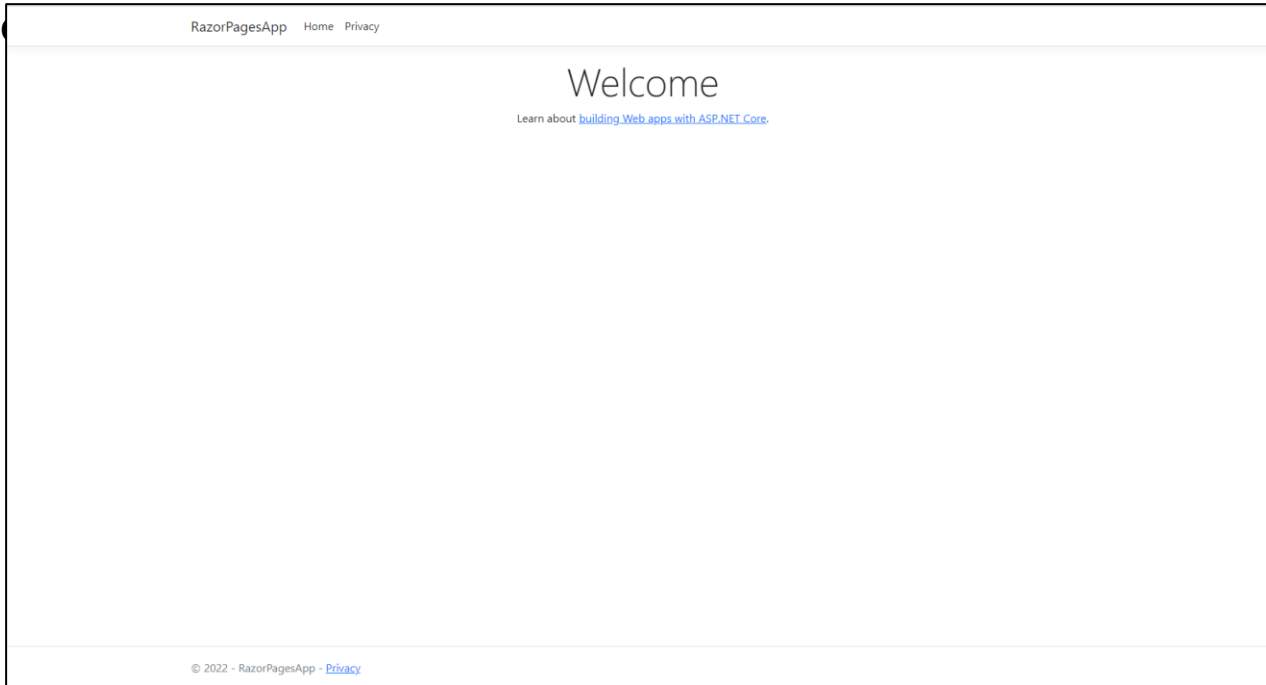 RazorPagesApp Home Privacy
Welcome
Learn about building Web apps with ASP.NET Core.
© 2022 - RazorPagesApp - Privacy